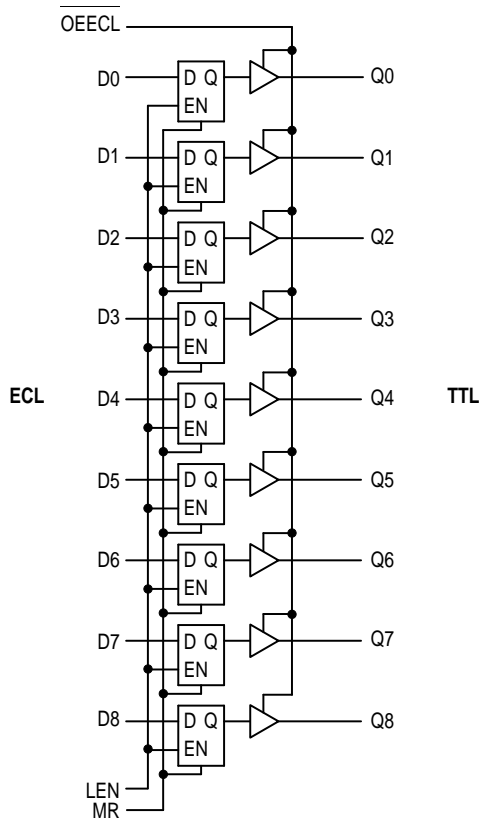 OEECL
D0 D Q Q0
EN
D1 D Q Q1
EN
D2 D Q Q2
EN
D3 D Q Q3
EN
ECL D4 D Q Q4 TTL
EN
D5 D Q Q5
EN
D6 D Q Q6
EN
D7 D Q Q7
EN
D8 D Q Q8
EN
LEN
MR